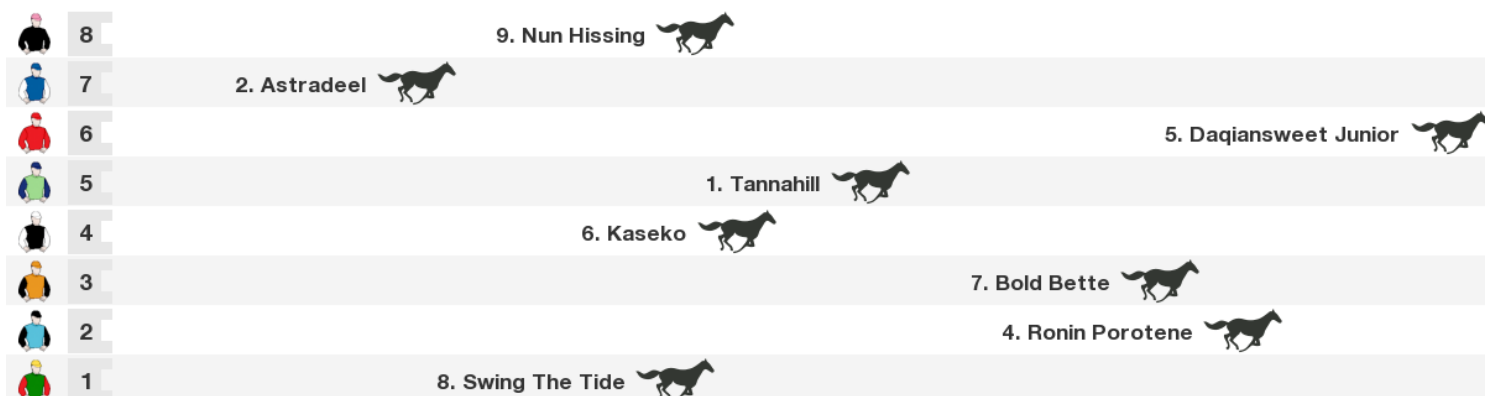 8 9. Nun Hissing
7 2. Astradeel
6 5. Daqiansweet Junior
5 1. Tannahill
4 6. Kaseko
3 7. Bold Bette
2 4. Ronin Porotene
1 8. Swing The Tide